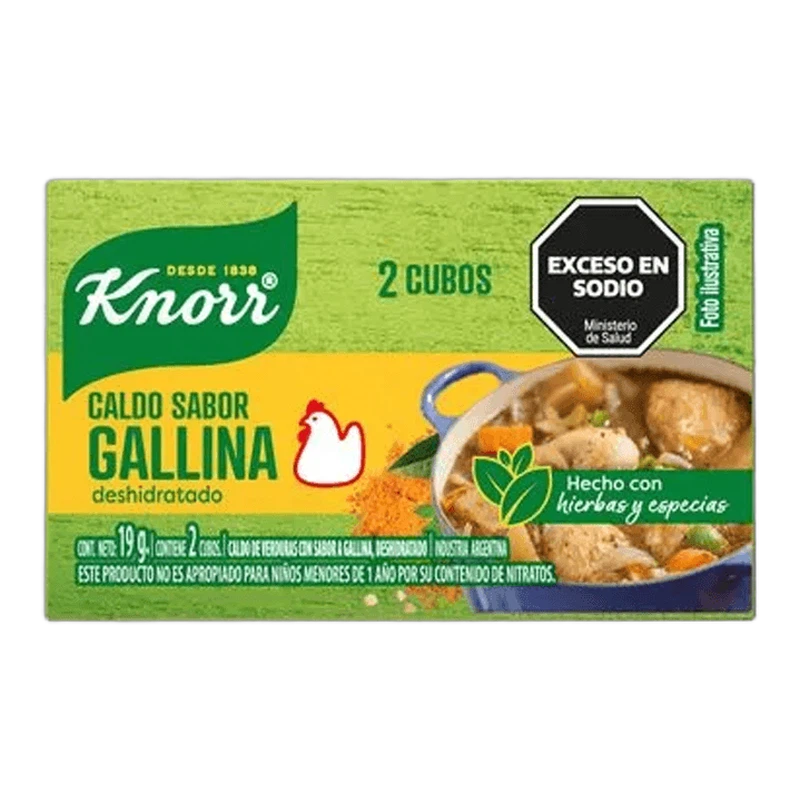 DESDE 1838
Knorr®
2 CUBOS
EXCESO EN
SODIO
Ministerio
de Salud
Foto ilustrativa
CALDO SABOR
GALLINA
deshidratado
Hecho con
hierbas y especias
CONT. NETO: 19 g. | CONTIENE 2 CUBOS. | CALDO DE VERDURAS CON SABOR A GALLINA, DESHIDRATADO | INDUSTRIA ARGENTINA
ESTE PRODUCTO NO ES APROPIADO PARA NIÑOS MENORES DE 1 AÑO POR SU CONTENIDO DE NITRATOS.